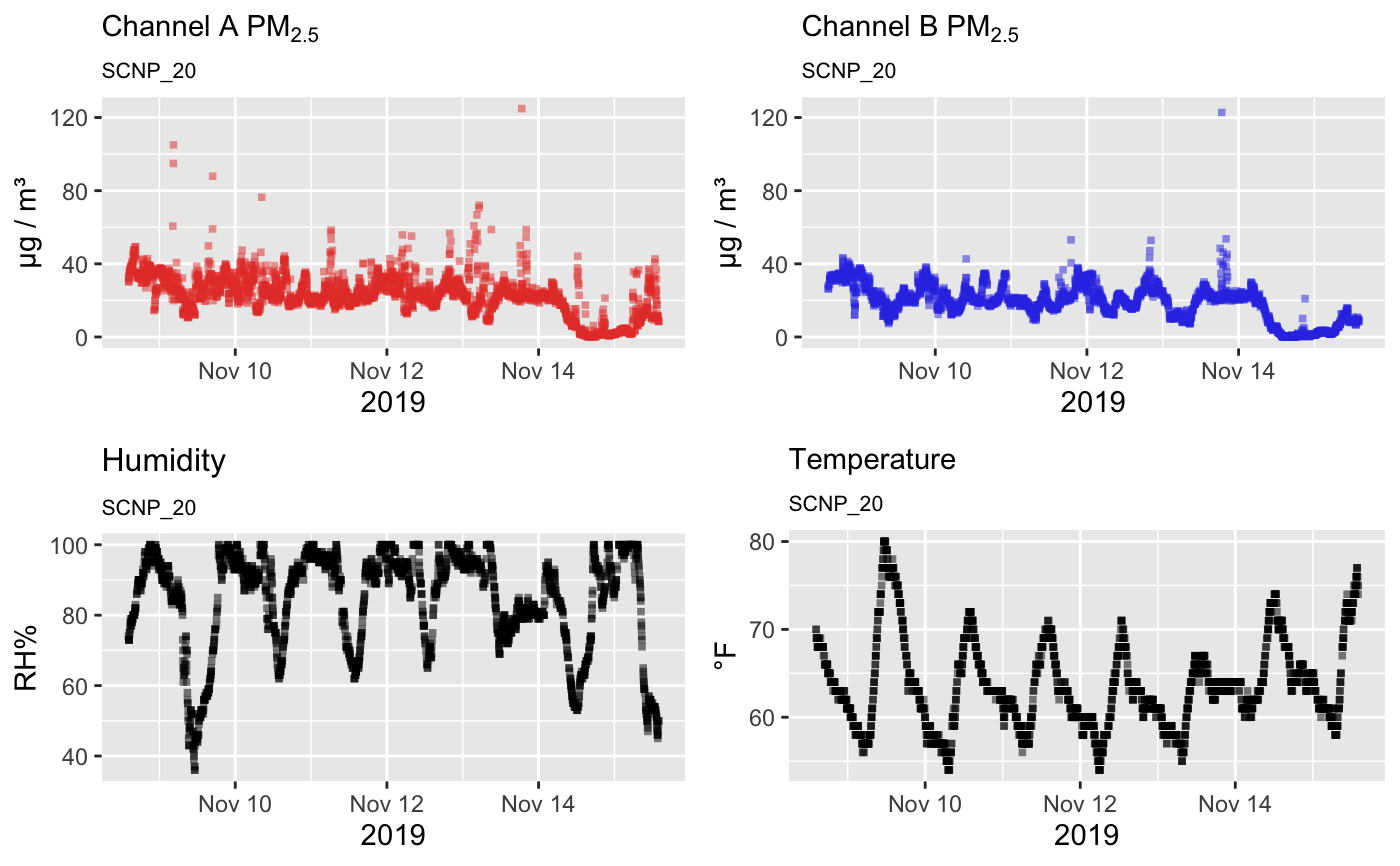 Channel A PM2.5
SCNP_20
120
80
40
0
µg / m³
Nov 10 Nov 12 Nov 14
2019
Channel B PM2.5
SCNP_20
120
80
40
0
µg / m³
Nov 10 Nov 12 Nov 14
2019
Humidity
SCNP_20
100
80
60
40
RH%
Nov 10 Nov 12 Nov 14
2019
Temperature
SCNP_20
80
70
60
°F
Nov 10 Nov 12 Nov 14
2019